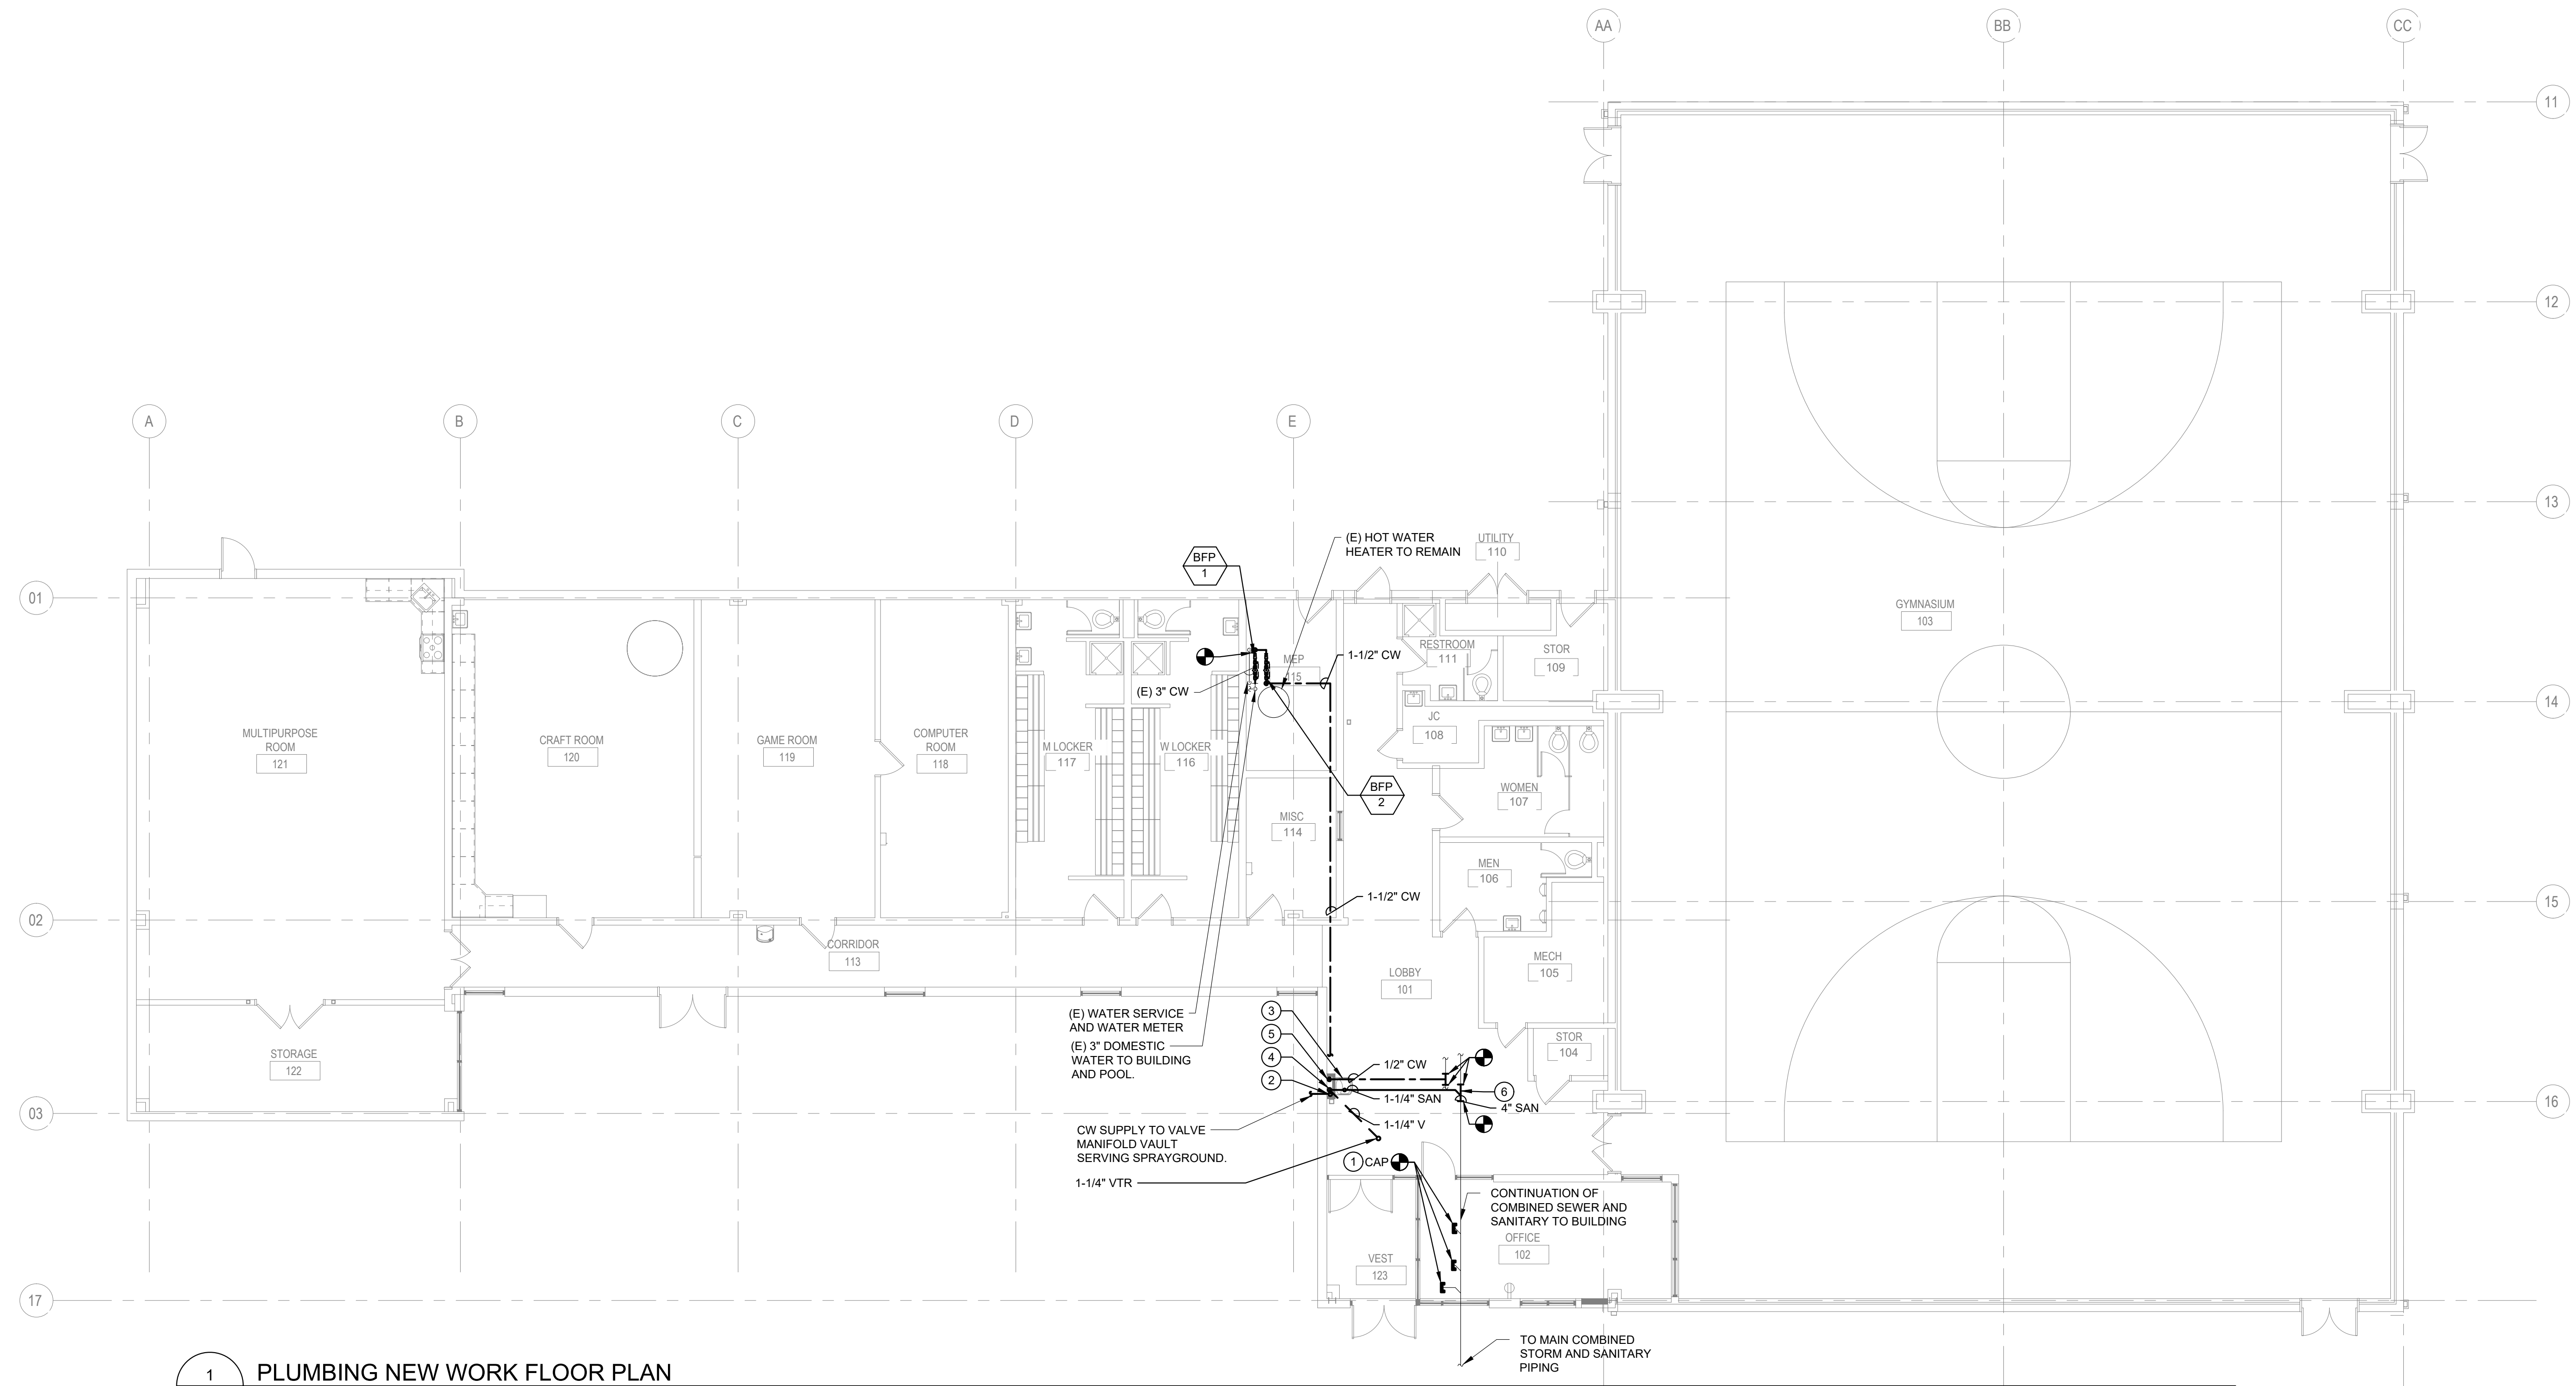 AA
BB
CC
11
12
A
B
C
D
E
13
(E) HOT WATER
HEATER TO REMAIN
UTILITY
110
BFP
1
01
GYMNASIUM
103
RESTROOM
111
STOR
109
MEP
115
1-1/2" CW
(E) 3" CW
14
MULTIPURPOSE
ROOM
121
CRAFT ROOM
120
GAME ROOM
119
COMPUTER
ROOM
118
M LOCKER
117
W LOCKER
116
JC
108
WOMEN
107
BFP
2
MISC
114
MEN
106
1-1/2" CW
15
02
CORRIDOR
113
LOBBY
101
MECH
105
(E) WATER SERVICE
AND WATER METER
(E) 3" DOMESTIC
WATER TO BUILDING
AND POOL.
3
5
4
2
STORAGE
122
STOR
104
1/2" CW
1-1/4" SAN
6
4" SAN
16
03
1-1/4" V
CW SUPPLY TO VALVE
MANIFOLD VAULT
SERVING SPRAYGROUND.
1-1/4" VTR
1 CAP
CONTINUATION OF
COMBINED SEWER AND
SANITARY TO BUILDING
OFFICE
102
VEST
123
17
TO MAIN COMBINED
STORM AND SANITARY
PIPING
1
PLUMBING NEW WORK FLOOR PLAN